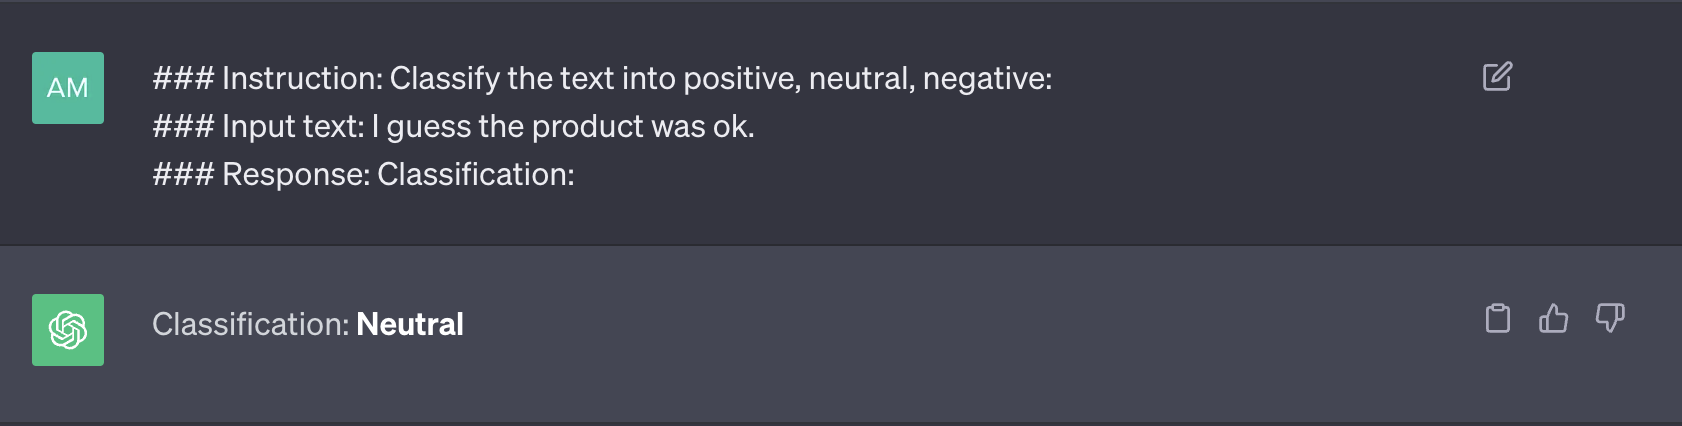 AM
### Instruction: Classify the text into positive, neutral, negative:
### Input text: I guess the product was ok.
### Response: Classification:
Classification: Neutral